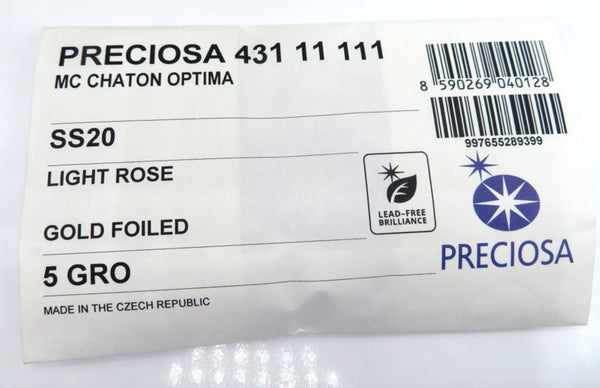 PRECIOSA 431 11 111
MC CHATON OPTIMA
8 590269 040128
SS20
997655289399
LIGHT ROSE
LEAD-FREE
BRILLIANCE
GOLD FOILED
PRECIOSA
5 GRO
MADE IN THE CZECH REPUBLIC